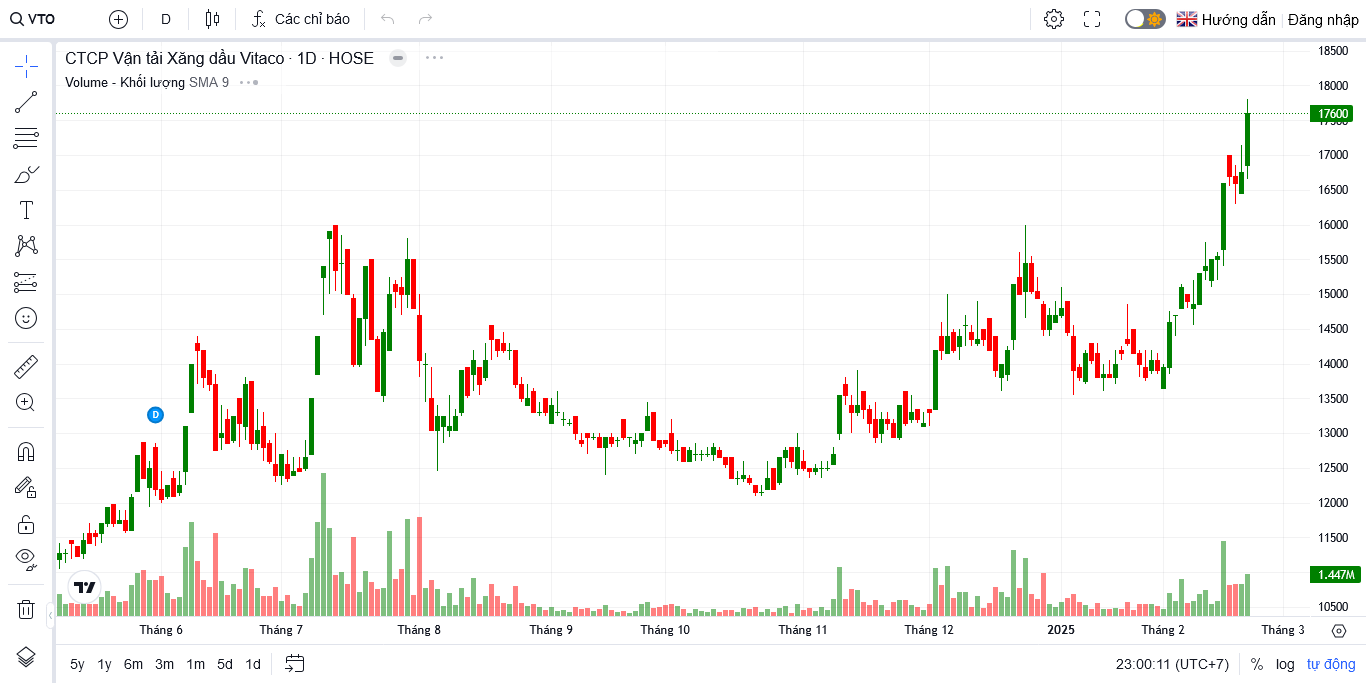 VTO D Các chỉ báo Hướng dẫn Đăng nhập
CTCP Vận tải Xăng dầu Vitaco · 1D · HOSE
Volume - Khối lượng SMA 9
D
18500
18000
17600
17500
17000
16500
16000
15500
15000
14500
14000
13500
13000
12500
12000
11500
1.447M
10500
Tháng 6 Tháng 7 Tháng 8 Tháng 9 Tháng 10 Tháng 11 Tháng 12 2025 Tháng 2 Tháng 3
5y 1y 6m 3m 1m 5d 1d 23:00:11 (UTC+7) % log tự động